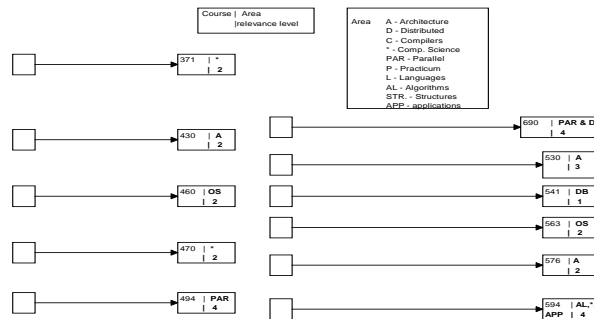 Course | Area
|relevance level
Area A - Architecture
D - Distributed
C - Compilers
* - Comp. Science
PAR - Parallel
P - Practicum
L - Languages
AL - Algorithms
STR. - Structures
APP - applications
371 | *
| 2
430 | A
| 2
460 | OS
| 2
470 | *
| 2
494 | PAR
| 4
690 | PAR & D
| 4
530 | A
| 3
541 | DB
| 1
563 | OS
| 2
576 | A
| 2
594 | AL,*
APP | 4